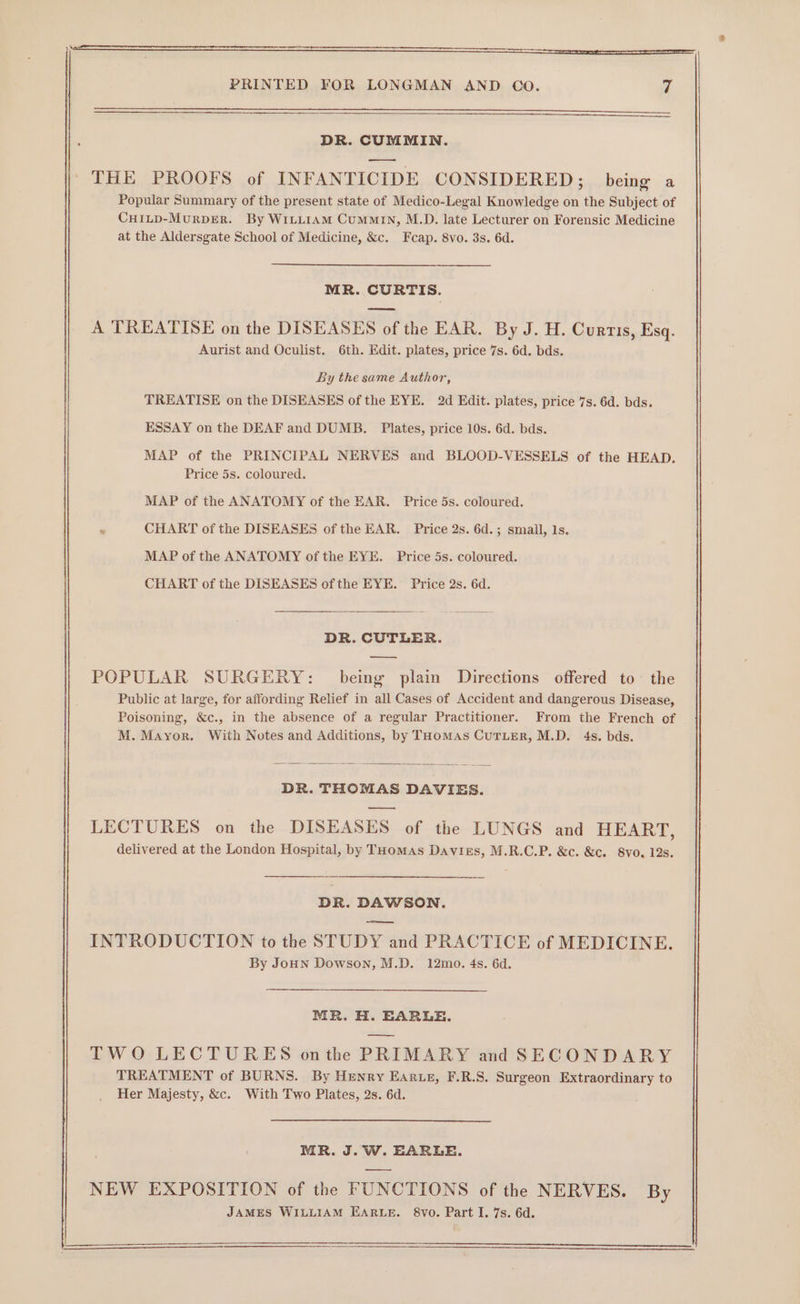 PRINTED FOR LONGMAN AND CO. 7
DR. CUMMIN.
THE PROOFS of INFANTICIDE CONSIDERED; being a
Popular Summary of the present state of Medico-Legal Knowledge on the Subject of
CHILD-MURDER. By WILLIAM CUMMIN, M.D. late Lecturer on Forensic Medicine
at the Aldersgate School of Medicine, &c. Fcap. 8vo. 3s. 6d.
MR. CURTIS.
A TREATISE on the DISEASES of the EAR. By J. H. CURTIS, Esq.
Aurist and Oculist. 6th. Edit. plates, price 7s. 6d. bds.
By the same Author,
TREATISE on the DISEASES of the EYE. 2d Edit. plates, price 7s. 6d. bds.
ESSAY on the DEAF and DUMB. Plates, price 10s. 6d. bds.
MAP of the PRINCIPAL NERVES and BLOOD-VESSELS of the HEAD.
Price 5s. coloured.
MAP of the ANATOMY of the EAR. Price 5s. coloured.
CHART of the DISEASES of the EAR. Price 2s. 6d.; small, 1s.
MAP of the ANATOMY of the EYE. Price 5s. coloured.
CHART of the DISEASES of the EYE. Price 2s. 6d.
DR. CUTLER.
POPULAR SURGERY: being plain Directions offered to the
Public at large, for affording Relief in all Cases of Accident and dangerous Disease,
Poisoning, &c., in the absence of a regular Practitioner. From the French of
M. MAYOR. With Notes and Additions, by THOMAS CUTLER, M.D. 4s. bds.
DR. THOMAS DAVIES.
LECTURES on the DISEASES of the LUNGS and HEART,
delivered at the London Hospital, by THOMAS DAVIES, M.R.C.P. &c. &c. 8vo. 12s.
DR. DAWSON.
INTRODUCTION to the STUDY and PRACTICE of MEDICINE.
By JOHN DOWSON, M.D. 12mo. 4s. 6d.
MR. H. EARLE.
TWO LECTURES on the PRIMARY and SECONDARY
TREATMENT of BURNS. By HENRY EARLE, F.R.S. Surgeon Extraordinary to
Her Majesty, &c. With Two Plates, 2s. 6d.
MR. J. W. EARLE.
NEW EXPOSITION of the FUNCTIONS of the NERVES. By
JAMES WILLIAM EARLE. 8vo. Part I. 7s. 6d.